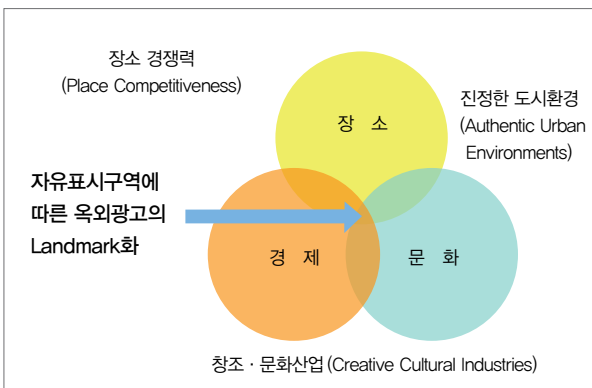 장소 경쟁력
(Place Competitiveness)
장 소
진정한 도시환경
(Authentic Urban
Environments)
자유표시구역에
따른 옥외광고의
Landmark화
경 제
문 화
창조 · 문화산업 (Creative Cultural Industries)